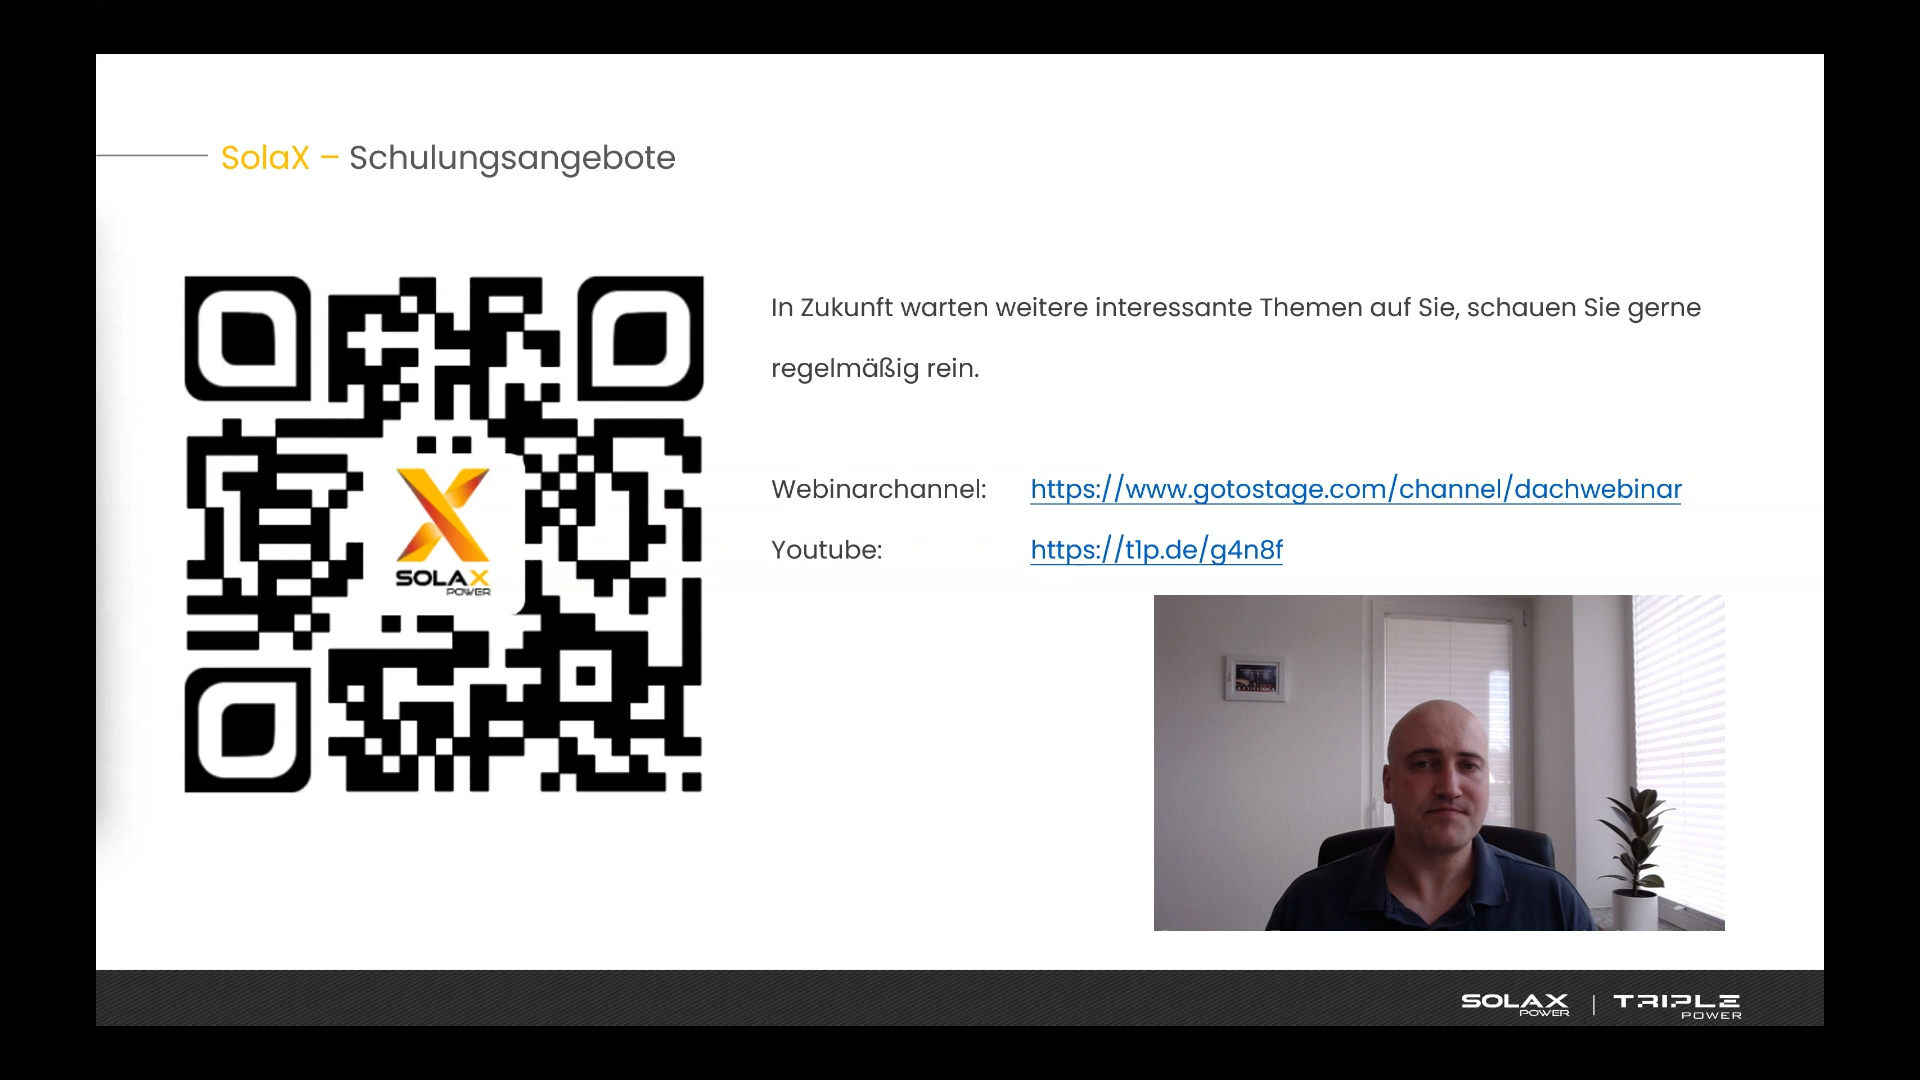 SolaX – Schulungsangebote
In Zukunft warten weitere interessante Themen auf Sie, schauen Sie gerne
regelmäßig rein.
Webinarchannel: https://www.gotostage.com/channel/dachwebinar
Youtube: https://t1p.de/g4n8f
SOLAX
POWER
SOLAX POWER | TRIPLE POWER